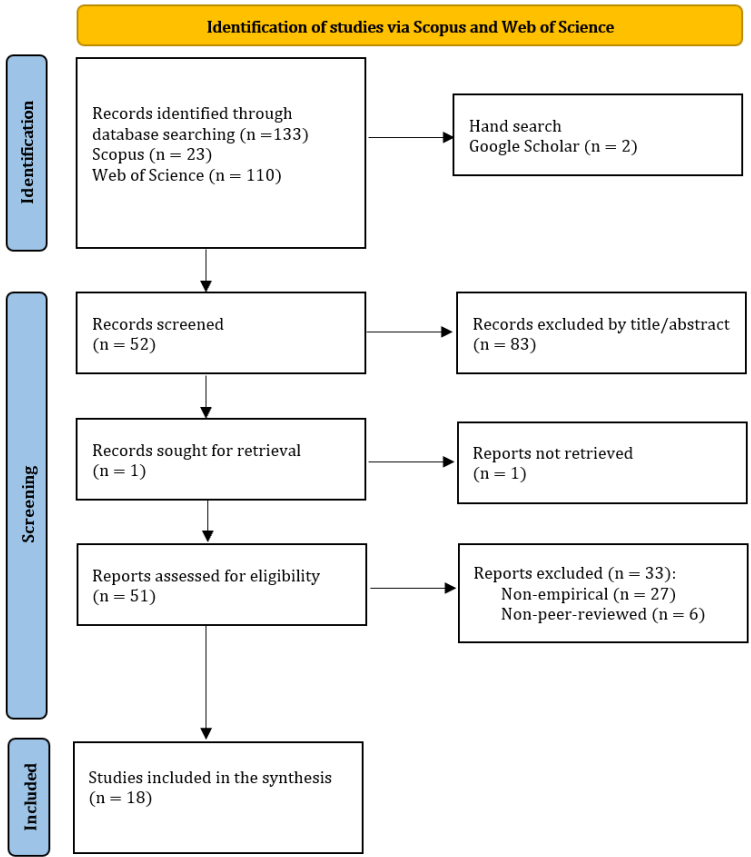 Identification of studies via Scopus and Web of Science
Identification
Records identified through
database searching (n =133)
Scopus (n = 23)
Web of Science (n = 110)
Hand search
Google Scholar (n = 2)
Screening
Records screened
(n = 52)
Records excluded by title/abstract
(n = 83)
Records sought for retrieval
(n = 1)
Reports not retrieved
(n = 1)
Reports assessed for eligibility
(n = 51)
Reports excluded (n = 33):
Non-empirical (n = 27)
Non-peer-reviewed (n = 6)
Included
Studies included in the synthesis
(n = 18)